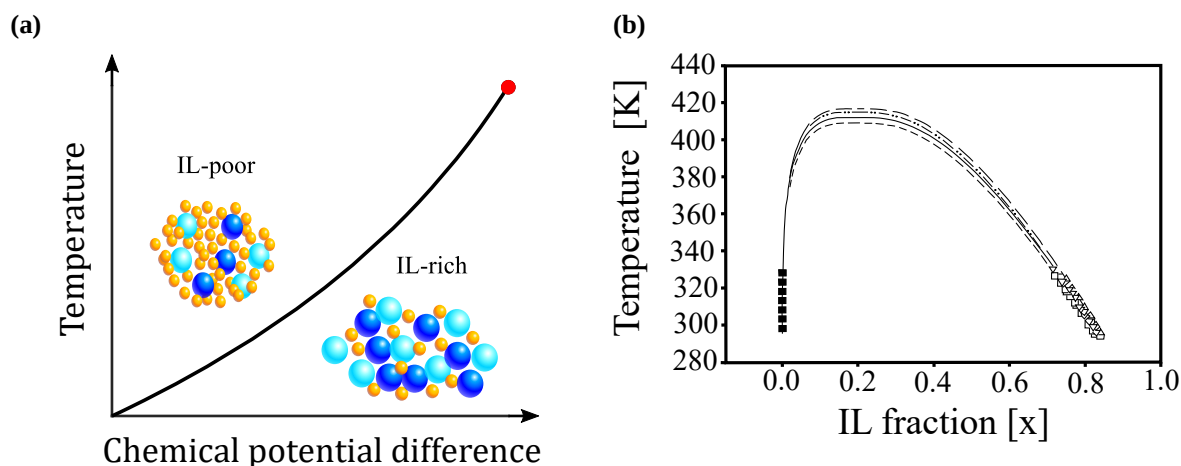 (a)
Temperature
IL-poor
IL-rich
Chemical potential difference
(b)
Temperature [K]
440
420
400
380
360
340
320
300
280
0.0 0.2 0.4 0.6 0.8 1.0
IL fraction [x]